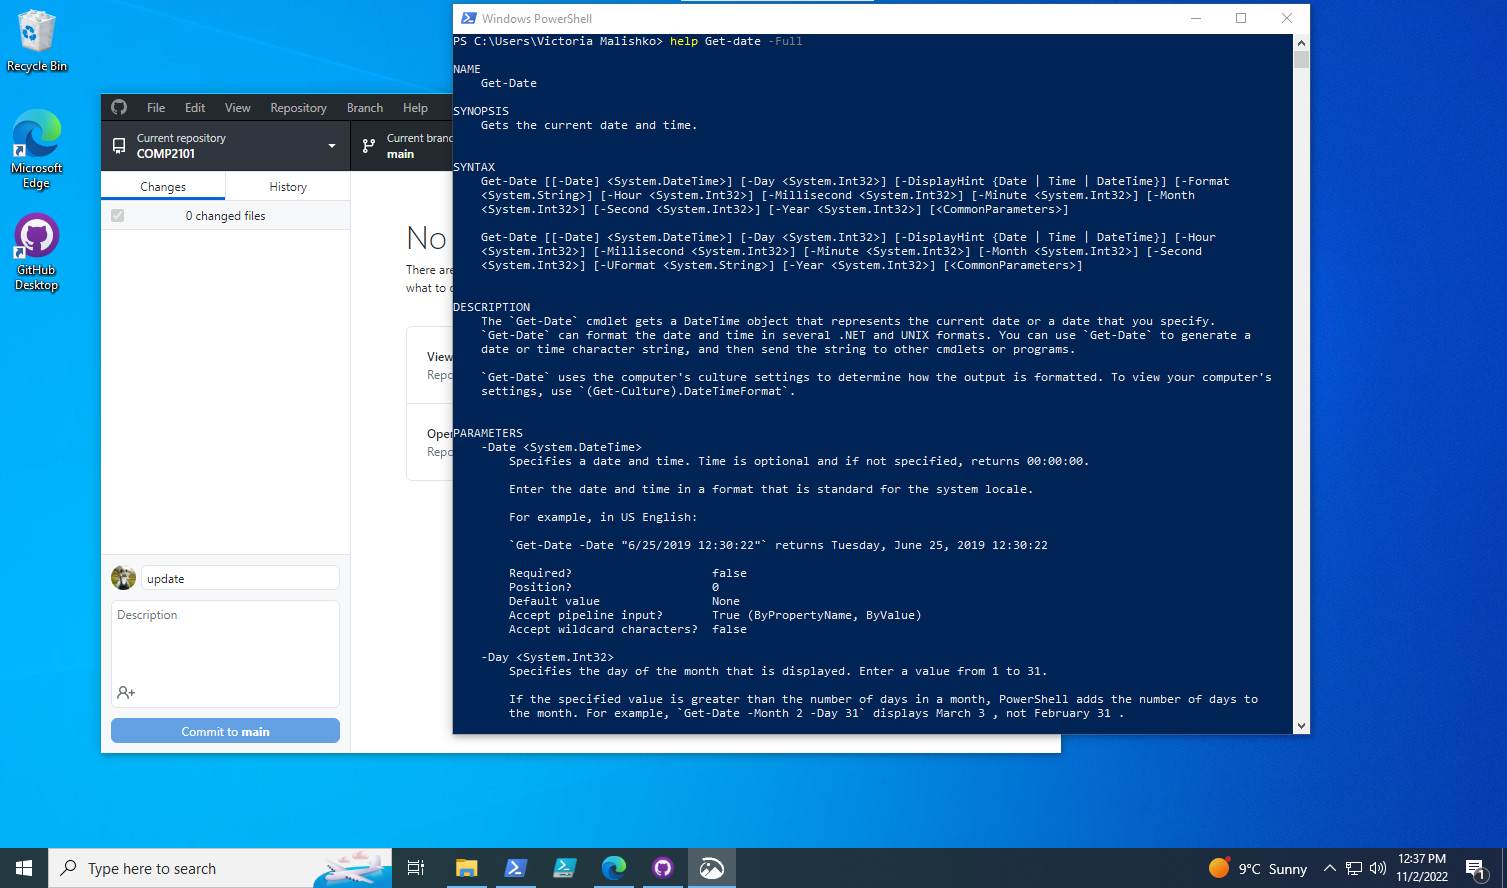 Recycle Bin
Microsoft
Edge
GitHub
Desktop
File Edit View Repository Branch Help
Current repository
COMP2101
Current branc
main
Changes History
0 changed files
No
There are
what to
View
Repo
Open
Repo
update
Description
Commit to main
Windows PowerShell
PS C:\Users\Victoria Malishko> help Get-date -Full
NAME
Get-Date
SYNOPSIS
Gets the current date and time.
SYNTAX
Get-Date [[-Date] <System.DateTime>] [-Day <System.Int32>] [-DisplayHint {Date | Time | DateTime}] [-Format
<System.String>] [-Hour <System.Int32>] [-Millisecond <System.Int32>] [-Minute <System.Int32>] [-Month
<System.Int32>] [-Second <System.Int32>] [-Year <System.Int32>] [<CommonParameters>]
Get-Date [[-Date] <System.DateTime>] [-Day <System.Int32>] [-DisplayHint {Date | Time | DateTime}] [-Hour
<System.Int32>] [-Millisecond <System.Int32>] [-Minute <System.Int32>] [-Month <System.Int32>] [-Second
<System.Int32>] [-UFormat <System.String>] [-Year <System.Int32>] [<CommonParameters>]
DESCRIPTION
The `Get-Date` cmdlet gets a DateTime object that represents the current date or a date that you specify.
`Get-Date` can format the date and time in several .NET and UNIX formats. You can use `Get-Date` to generate a
date or time character string, and then send the string to other cmdlets or programs.
`Get-Date` uses the computer's culture settings to determine how the output is formatted. To view your computer's
settings, use `(Get-Culture).DateTimeFormat`.
PARAMETERS
-Date <System.DateTime>
Specifies a date and time. Time is optional and if not specified, returns 00:00:00.
Enter the date and time in a format that is standard for the system locale.
For example, in US English:
`Get-Date -Date "6/25/2019 12:30:22"` returns Tuesday, June 25, 2019 12:30:22
Required? false
Position? 0
Default value None
Accept pipeline input? True (ByPropertyName, ByValue)
Accept wildcard characters? false
-Day <System.Int32>
Specifies the day of the month that is displayed. Enter a value from 1 to 31.
If the specified value is greater than the number of days in a month, PowerShell adds the number of days to
the month. For example, `Get-Date -Month 2 -Day 31` displays March 3 , not February 31 .
Type here to search
9°C Sunny
12:37 PM
11/2/2022
1